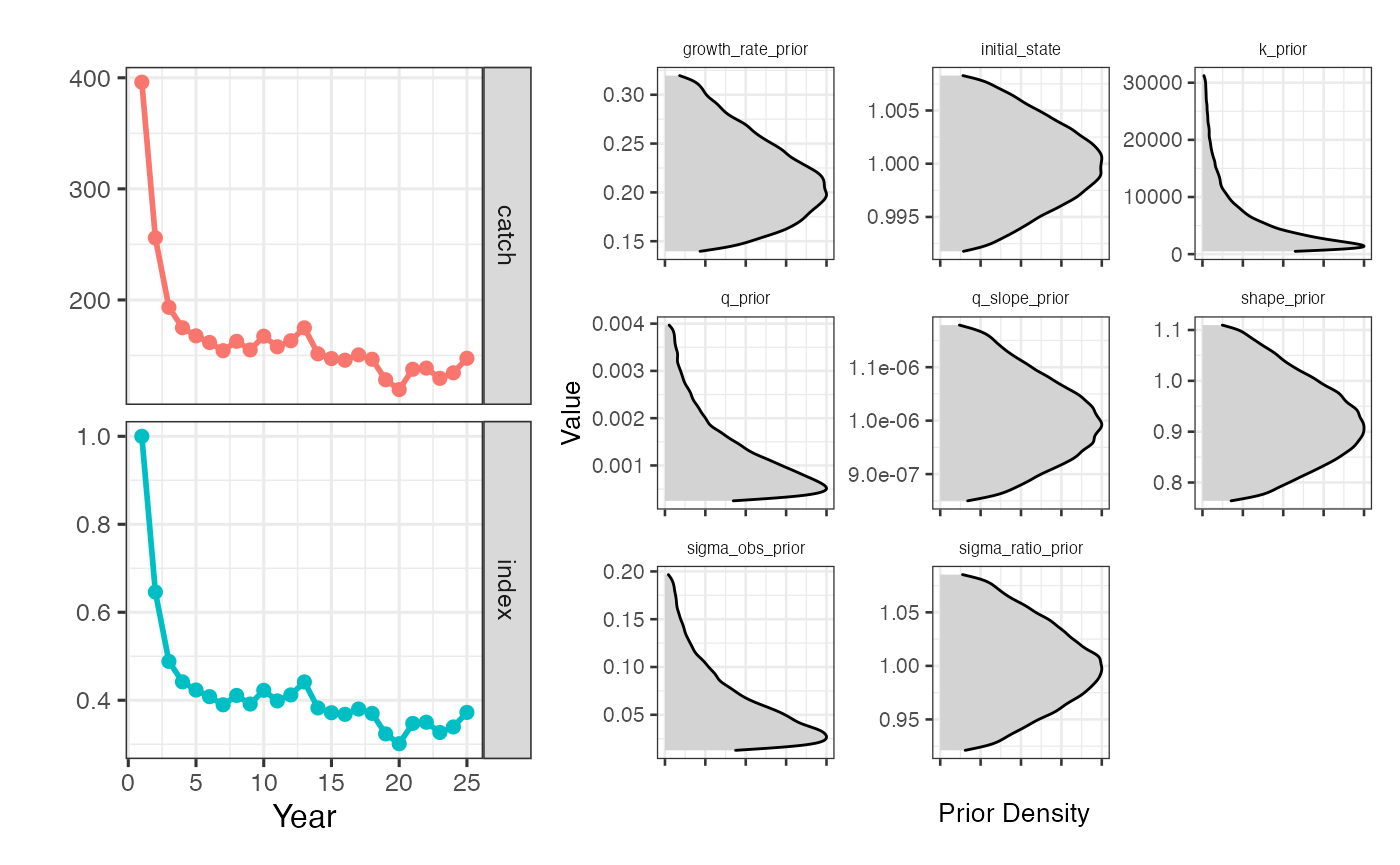 400
300
200
catch
1.0
0.8
0.6
0.4
index
0 5 10 15 20 25
Year
Value
growth_rate_prior
0.30
0.25
0.20
0.15
initial_state
1.005
1.000
0.995
k_prior
30000
20000
10000
0
q_prior
0.004
0.003
0.002
0.001
q_slope_prior
1.1e-06
1.0e-06
9.0e-07
shape_prior
1.1
1.0
0.9
0.8
sigma_obs_prior
0.20
0.15
0.10
0.05
sigma_ratio_prior
1.05
1.00
0.95
Prior Density